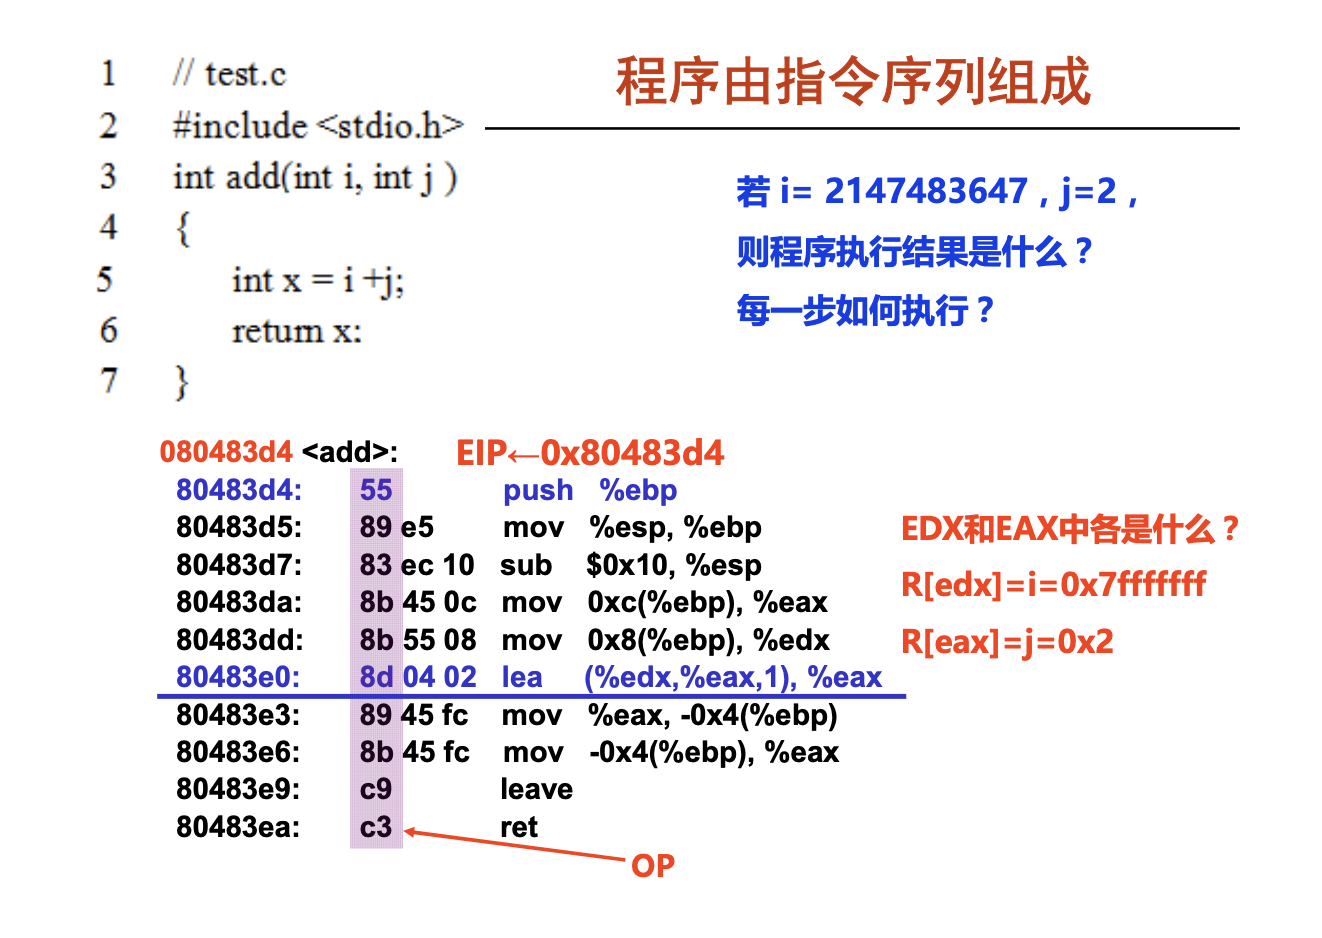 程序由指令序列组成
1 // test.c
2 #include <stdio.h>
3 int add(int i, int j )
4 {
5 int x = i +j;
6 return x:
7 }
若 i= 2147483647，j=2，
则程序执行结果是什么？
每一步如何执行？
080483d4 <add>: EIP←0x80483d4
80483d4: 55 push %ebp
80483d5: 89 e5 mov %esp, %ebp
80483d7: 83 ec 10 sub $0x10, %esp
80483da: 8b 45 0c mov 0xc(%ebp), %eax
80483dd: 8b 55 08 mov 0x8(%ebp), %edx
80483e0: 8d 04 02 lea (%edx,%eax,1), %eax
80483e3: 89 45 fc mov %eax, -0x4(%ebp)
80483e6: 8b 45 fc mov -0x4(%ebp), %eax
80483e9: c9 leave
80483ea: c3 ret
OP
EDX和EAX中各是什么？
R[edx]=i=0x7fffffff
R[eax]=j=0x2